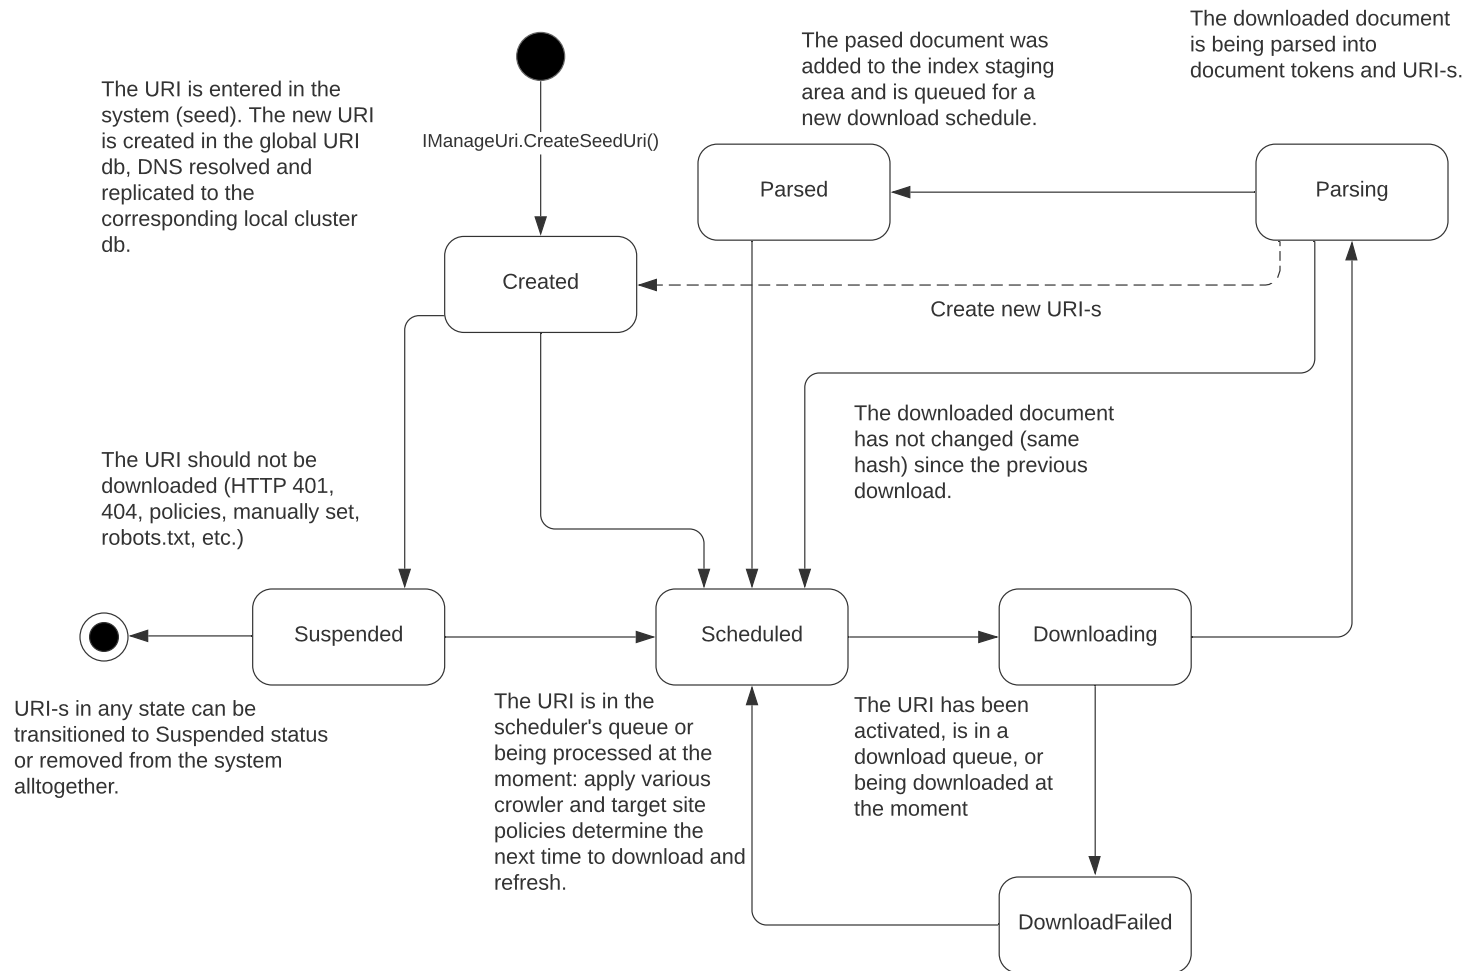 The downloaded document
is being parsed into
document tokens and URI-s.
The pased document was
added to the index staging
area and is queued for a
new download schedule.
The URI is entered in the
system (seed). The new URI
is created in the global URI
db, DNS resolved and
replicated to the
corresponding local cluster
db.
IManageUri.CreateSeedUri()
Parsed
Parsing
Created
Create new URI-s
The downloaded document
has not changed (same
hash) since the previous
download.
The URI should not be
downloaded (HTTP 401,
404, policies, manually set,
robots.txt, etc.)
Suspended
Scheduled
Downloading
URI-s in any state can be
transitioned to Suspended status
or removed from the system
alltogether.
The URI is in the
scheduler's queue or
being processed at the
moment: apply various
crowler and target site
policies determine the
next time to download and
refresh.
The URI has been
activated, is in a
download queue, or
being downloaded at
the moment
DownloadFailed